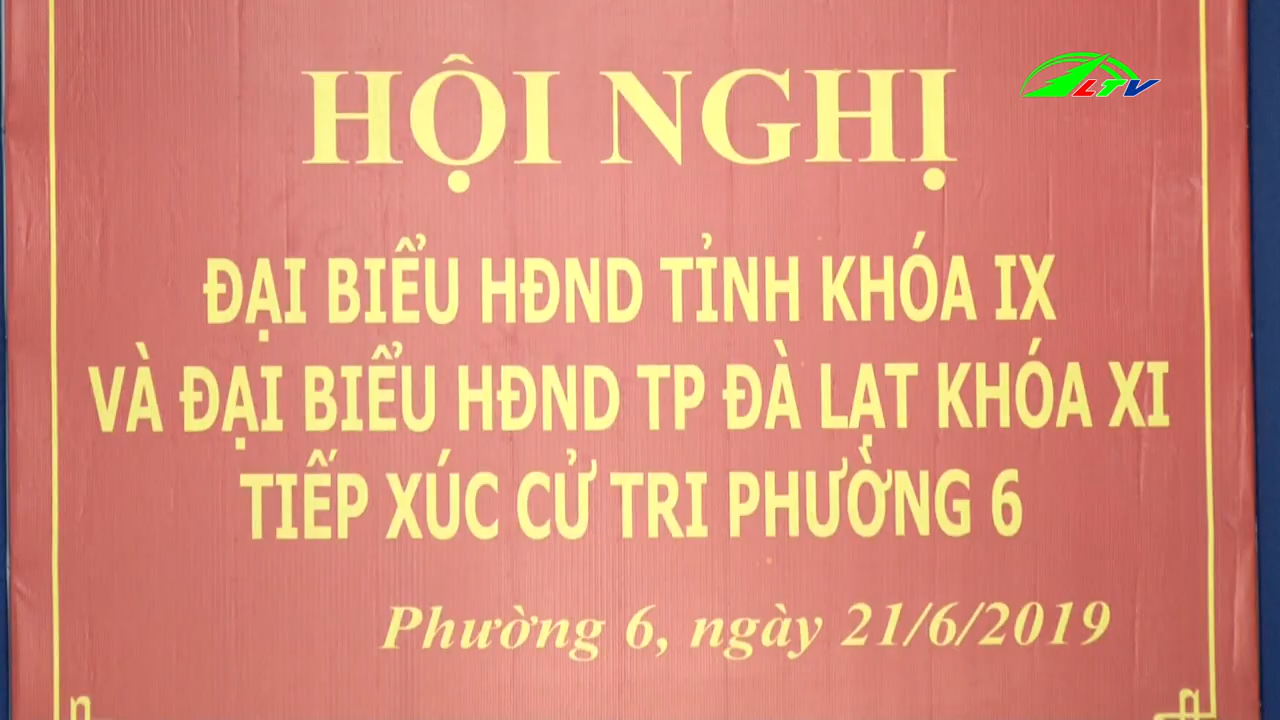 LTV
HỘI NGHỊ
ĐẠI BIỂU HĐND TỈNH KHÓA IX
VÀ ĐẠI BIỂU HĐND TP ĐÀ LẠT KHÓA XI
TIẾP XÚC CỬ TRI PHƯỜNG 6
Phường 6, ngày 21/6/2019